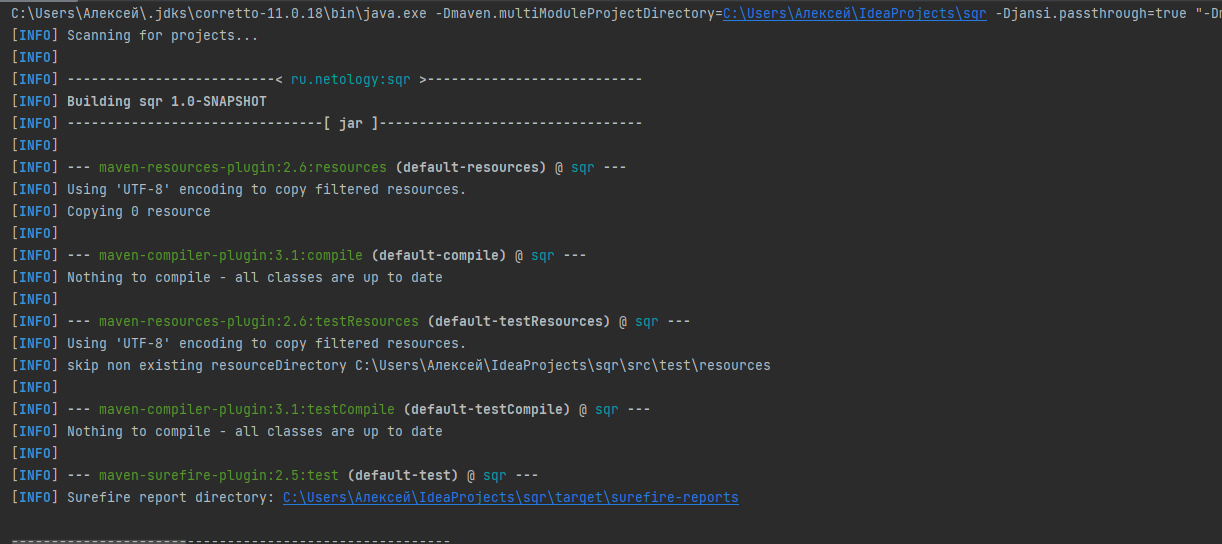 C:\Users\Алексей\.jdks\corretto-11.0.18\bin\java.exe -Dmaven.multiModuleProjectDirectory=C:\Users\Алексей\IdeaProjects\sqr -Djansi.passthrough=true
[INFO] Scanning for projects...
[INFO]
[INFO] --------------------------< ru.netology:sqr >---------------------------
[INFO] Building sqr 1.0-SNAPSHOT
[INFO] --------------------------------[ jar ]---------------------------------
[INFO]
[INFO] --- maven-resources-plugin:2.6:resources (default-resources) @ sqr ---
[INFO] Using 'UTF-8' encoding to copy filtered resources.
[INFO] Copying 0 resource
[INFO]
[INFO] --- maven-compiler-plugin:3.1:compile (default-compile) @ sqr ---
[INFO] Nothing to compile - all classes are up to date
[INFO]
[INFO] --- maven-resources-plugin:2.6:testResources (default-testResources) @ sqr ---
[INFO] Using 'UTF-8' encoding to copy filtered resources.
[INFO] skip non existing resourceDirectory C:\Users\Алексей\IdeaProjects\sqr\src\test\resources
[INFO]
[INFO] --- maven-compiler-plugin:3.1:testCompile (default-testCompile) @ sqr ---
[INFO] Nothing to compile - all classes are up to date
[INFO]
[INFO] --- maven-surefire-plugin:2.5:test (default-test) @ sqr ---
[INFO] Surefire report directory: C:\Users\Алексей\IdeaProjects\sqr\target\surefire-reports
-------------------------------------------------------